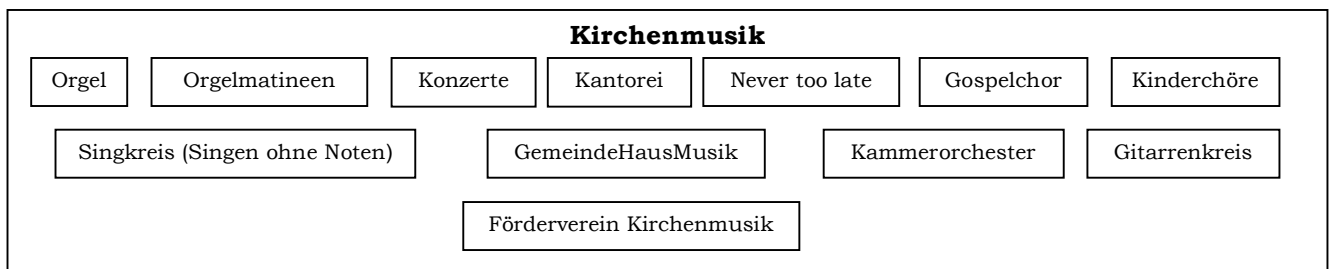 Kirchenmusik
Orgel Orgelmatineen Konzerte Kantorei Never too late Gospelchor Kinderchöre
Singkreis (Singen ohne Noten) GemeindeHausMusik Kammerorchester Gitarrenkreis
Förderverein Kirchenmusik